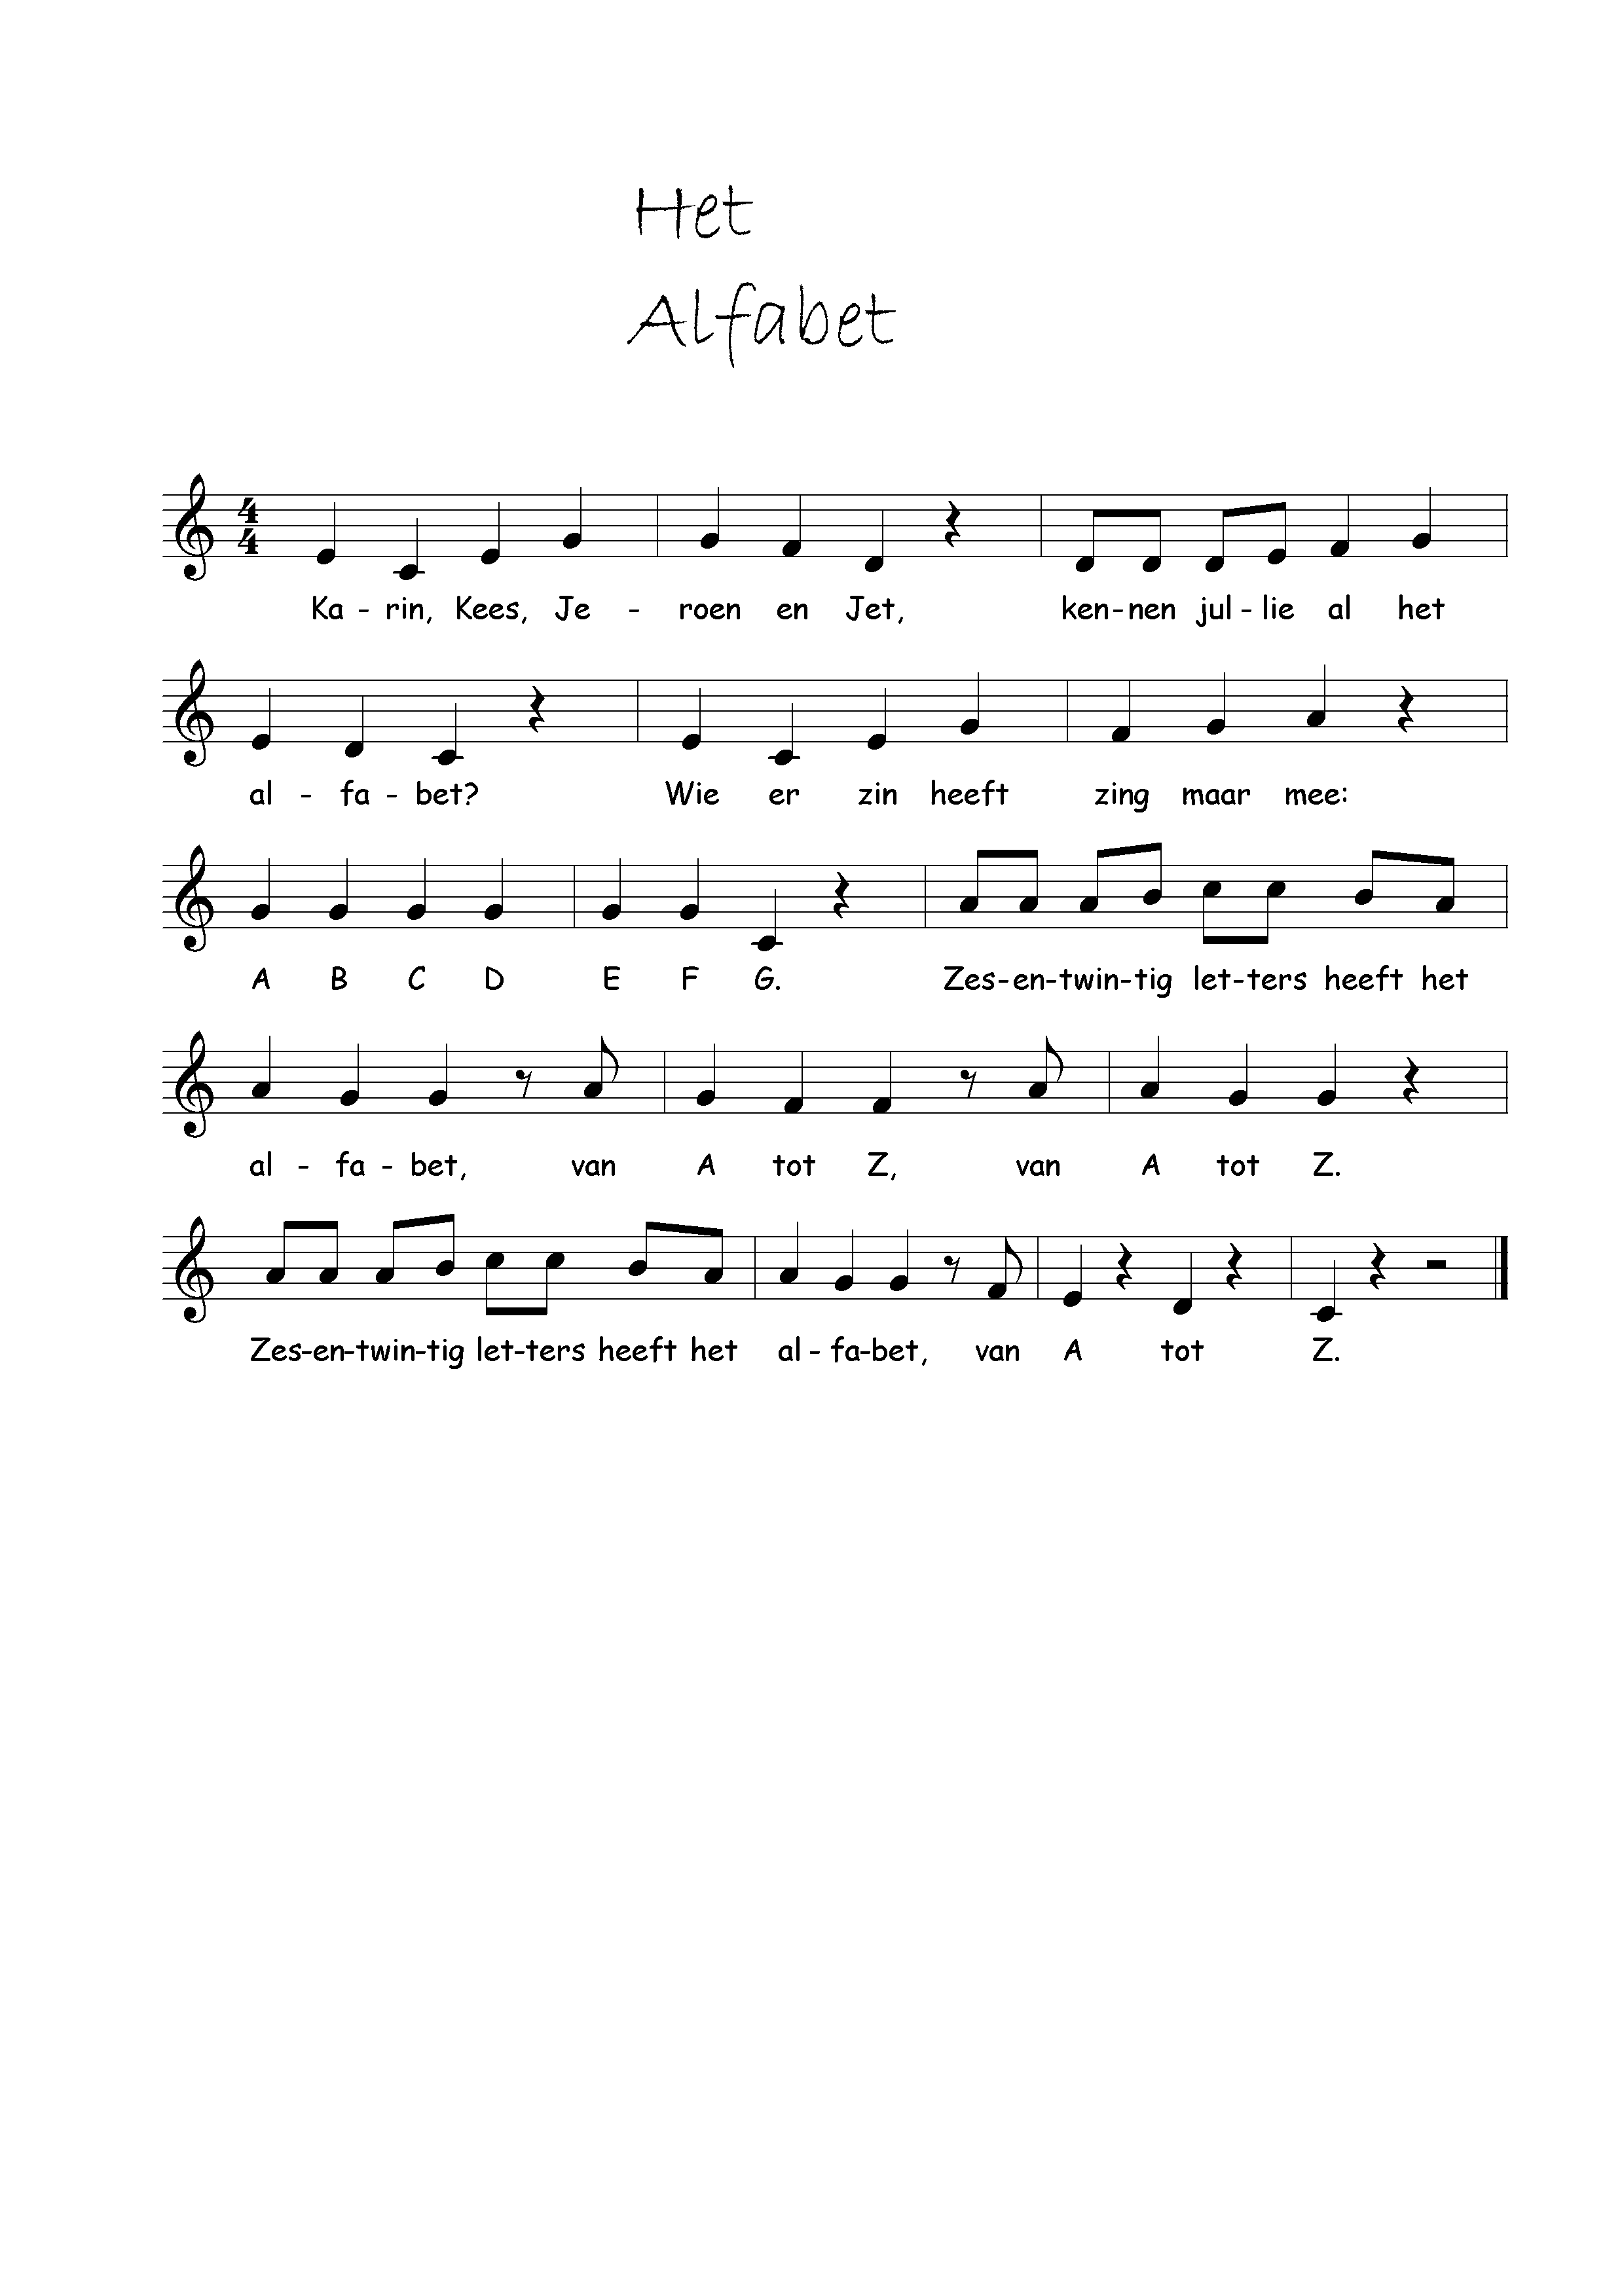 Het
Alfabet
4
4
Ka - rin, Kees, Je - roen en Jet, ken-nen jul-lie al het
al - fa - bet? Wie er zin heeft zing maar mee:
A B C D E F G. Zes-en-twin-tig let-ters heeft het
al - fa - bet, van A tot Z, van A tot Z.
Zes-en-twin-tig let-ters heeft het al - fa-bet, van A tot Z.